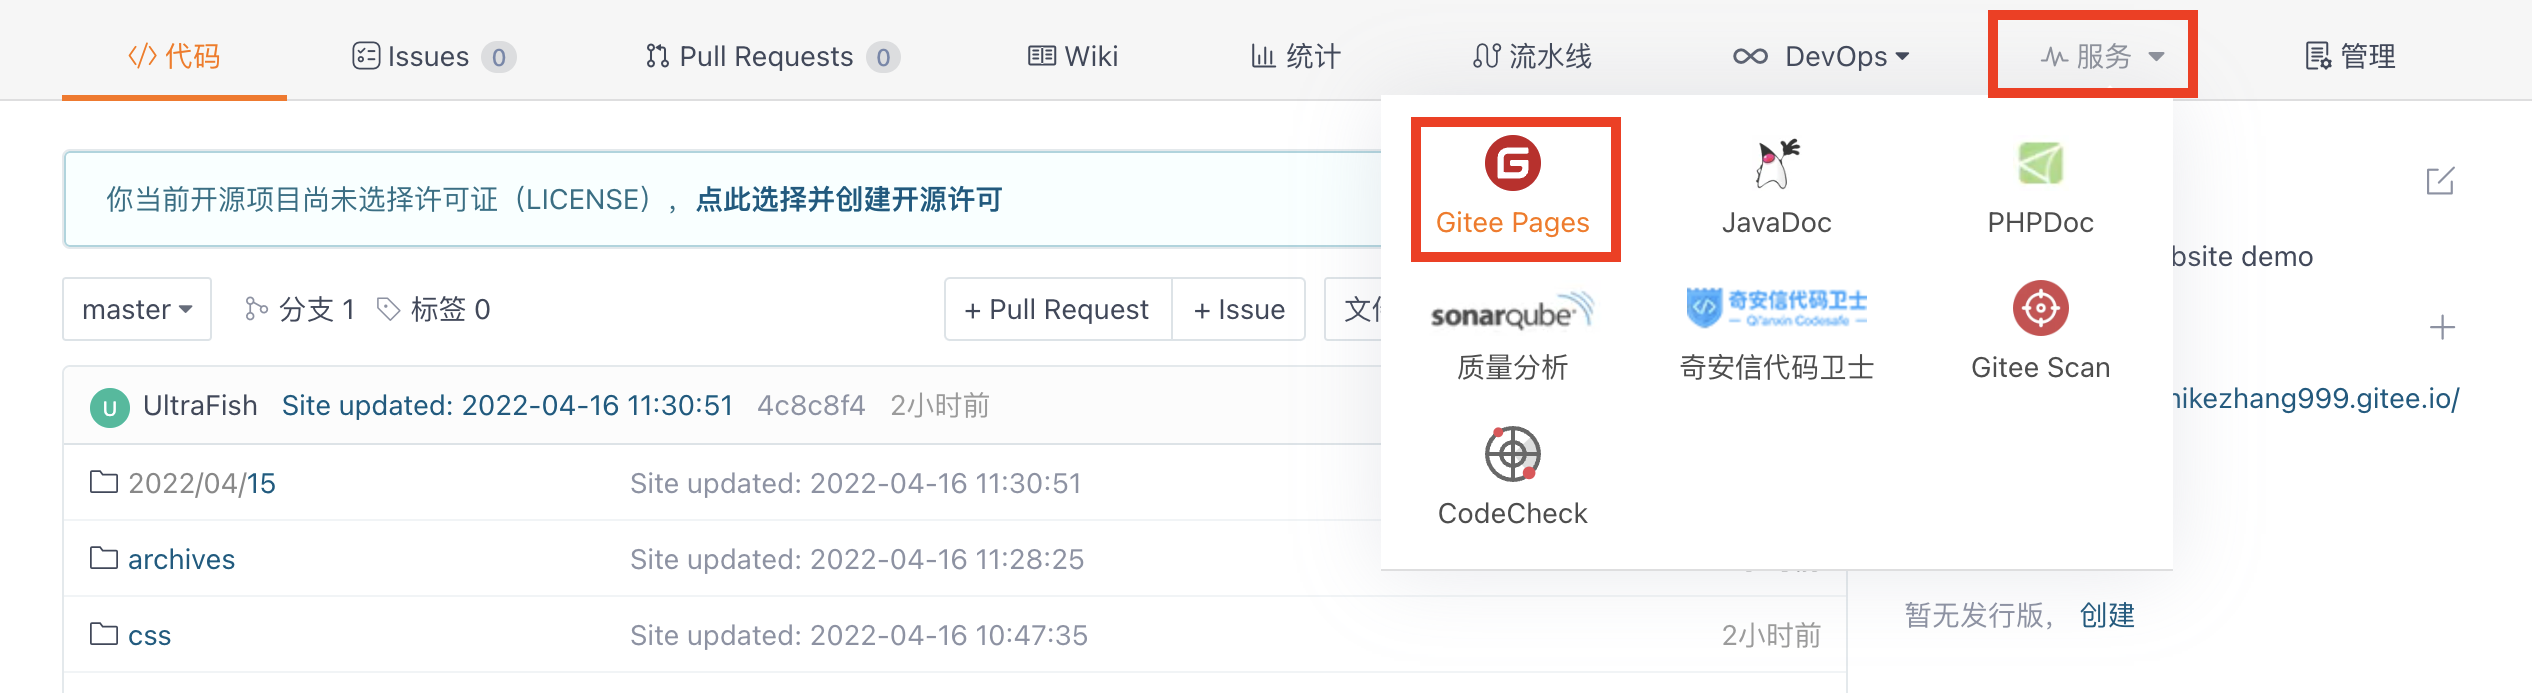 代码 Issues 0 Pull Requests 0 Wiki 统计 流水线 DevOps 服务 管理
你当前开源项目尚未选择许可证（LICENSE），点此选择并创建开源许可
Gitee Pages JavaDoc PHPDoc
bsite demo
master 分支 1 标签 0 + Pull Request + Issue
sonarqube 奇安信代码卫士
Qi'anxin Codesafe
质量分析 奇安信代码卫士 Gitee Scan
U UltraFish Site updated: 2022-04-16 11:30:51 4c8c8f4 2小时前
ikezhang999.gitee.io/
2022/04/15 Site updated: 2022-04-16 11:30:51
CodeCheck
archives Site updated: 2022-04-16 11:28:25
暂无发行版，创建
css Site updated: 2022-04-16 10:47:35 2小时前